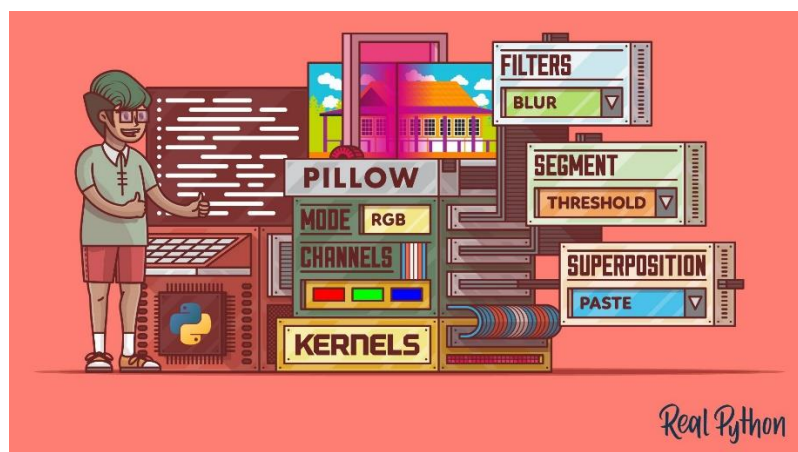 FILTERS
BLUR
SEGMENT
THRESHOLD
PILLOW
MODE RGB
CHANNELS
SUPERPOSITION
PASTE
KERNELS
Real Python